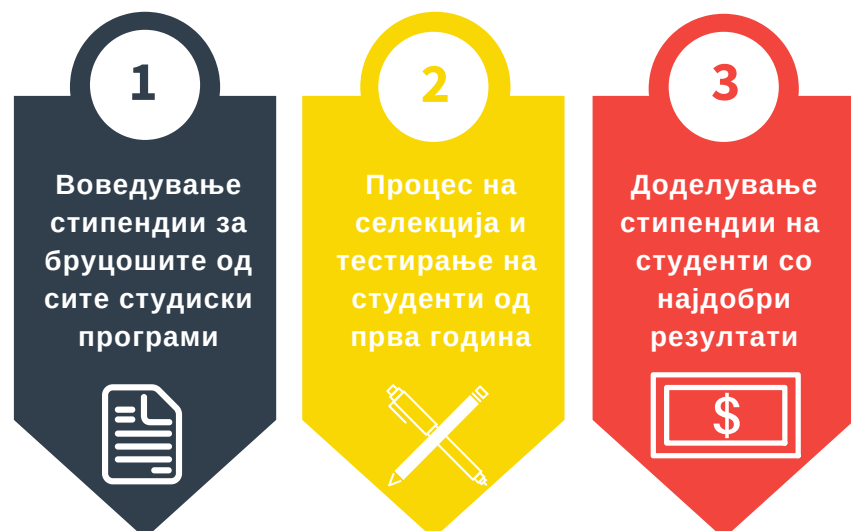 1
Воведување
стипендии за
бруцошите од
сите студиски
програми
2
Процес на
селекција и
тестирање на
студенти од
прва година
3
Доделување
стипендии на
студенти со
најдобри
резултати
$